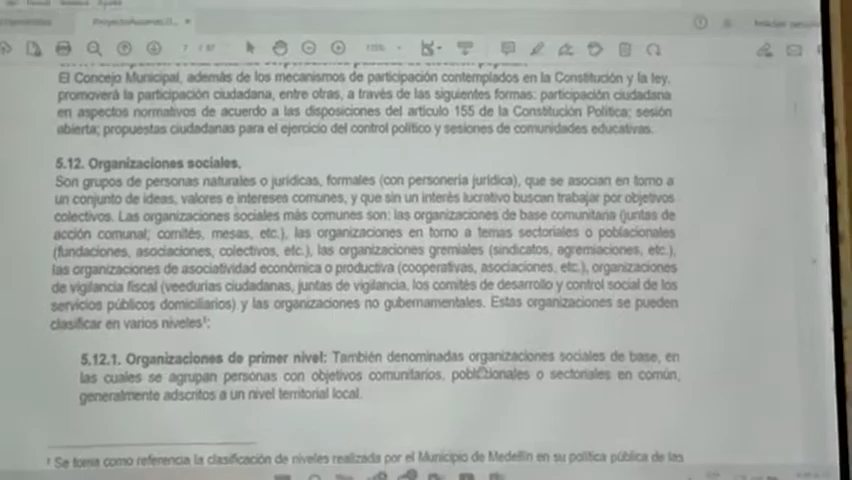 7 / 97
El Concejo Municipal, además de los mecanismos de participación contemplados en la Constitución y la ley,
promoverá la participación ciudadana, entre otras, a través de las siguientes formas: participación ciudadana
en aspectos normativos de acuerdo a las disposiciones del artículo 155 de la Constitución Política; sesión
abierta; propuestas ciudadanas para el ejercicio del control político y sesiones de comunidades educativas.
5.12. Organizaciones sociales.
Son grupos de personas naturales o jurídicas, formales (con personería jurídica), que se asocian en torno a
un conjunto de ideas, valores e intereses comunes, y que sin un interés lucrativo buscan trabajar por objetivos
colectivos. Las organizaciones sociales más comunes son: las organizaciones de base comunitaria (juntas de
acción comunal; comités, mesas, etc.), las organizaciones en torno a temas sectoriales o poblacionales
(fundaciones, asociaciones, colectivos, etc.), las organizaciones gremiales (sindicatos, agremiaciones, etc.),
las organizaciones de asociatividad económica o productiva (cooperativas, asociaciones, etc.), organizaciones
de vigilancia fiscal (veedurías ciudadanas, juntas de vigilancia, los comités de desarrollo y control social de los
servicios públicos domiciliarios) y las organizaciones no gubernamentales. Estas organizaciones se pueden
clasificar en varios niveles¹:
5.12.1. Organizaciones de primer nivel: También denominadas organizaciones sociales de base, en
las cuales se agrupan personas con objetivos comunitarios, poblacionales o sectoriales en común,
generalmente adscritos a un nivel territorial local.
¹ Se toma como referencia la clasificación de niveles realizada por el Municipio de Medellín en su política pública de las